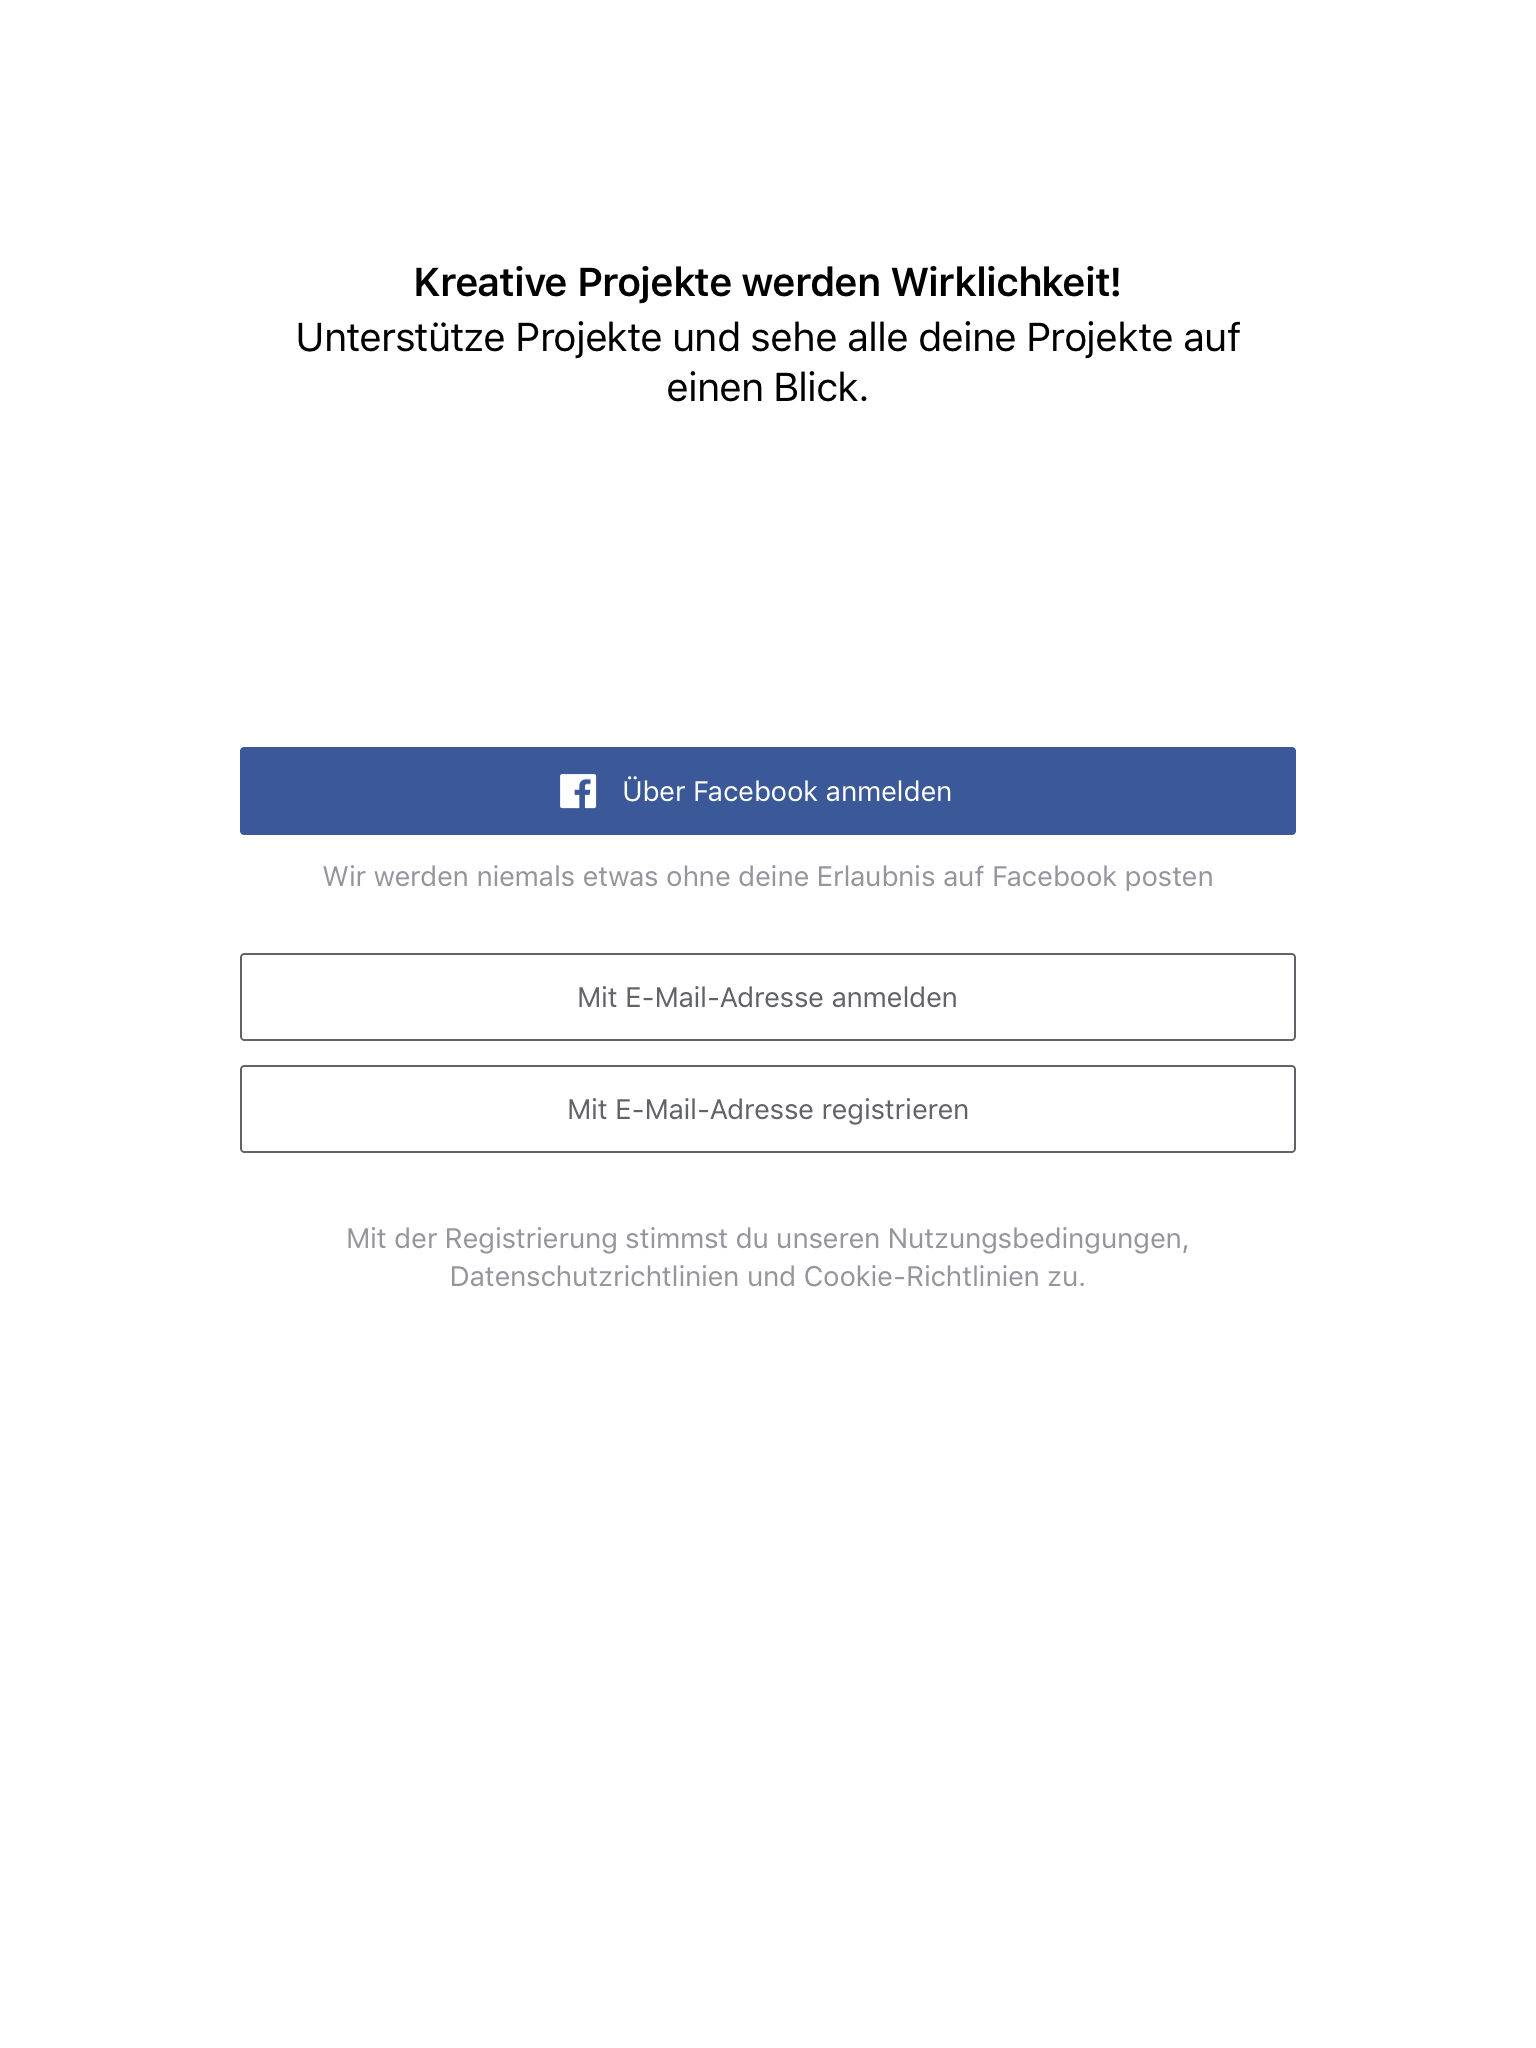 Kreative Projekte werden Wirklichkeit!
Unterstütze Projekte und sehe alle deine Projekte auf
einen Blick.
Über Facebook anmelden
Wir werden niemals etwas ohne deine Erlaubnis auf Facebook posten
Mit E-Mail-Adresse anmelden
Mit E-Mail-Adresse registrieren
Mit der Registrierung stimmst du unseren Nutzungsbedingungen,
Datenschutzrichtlinien und Cookie-Richtlinien zu.